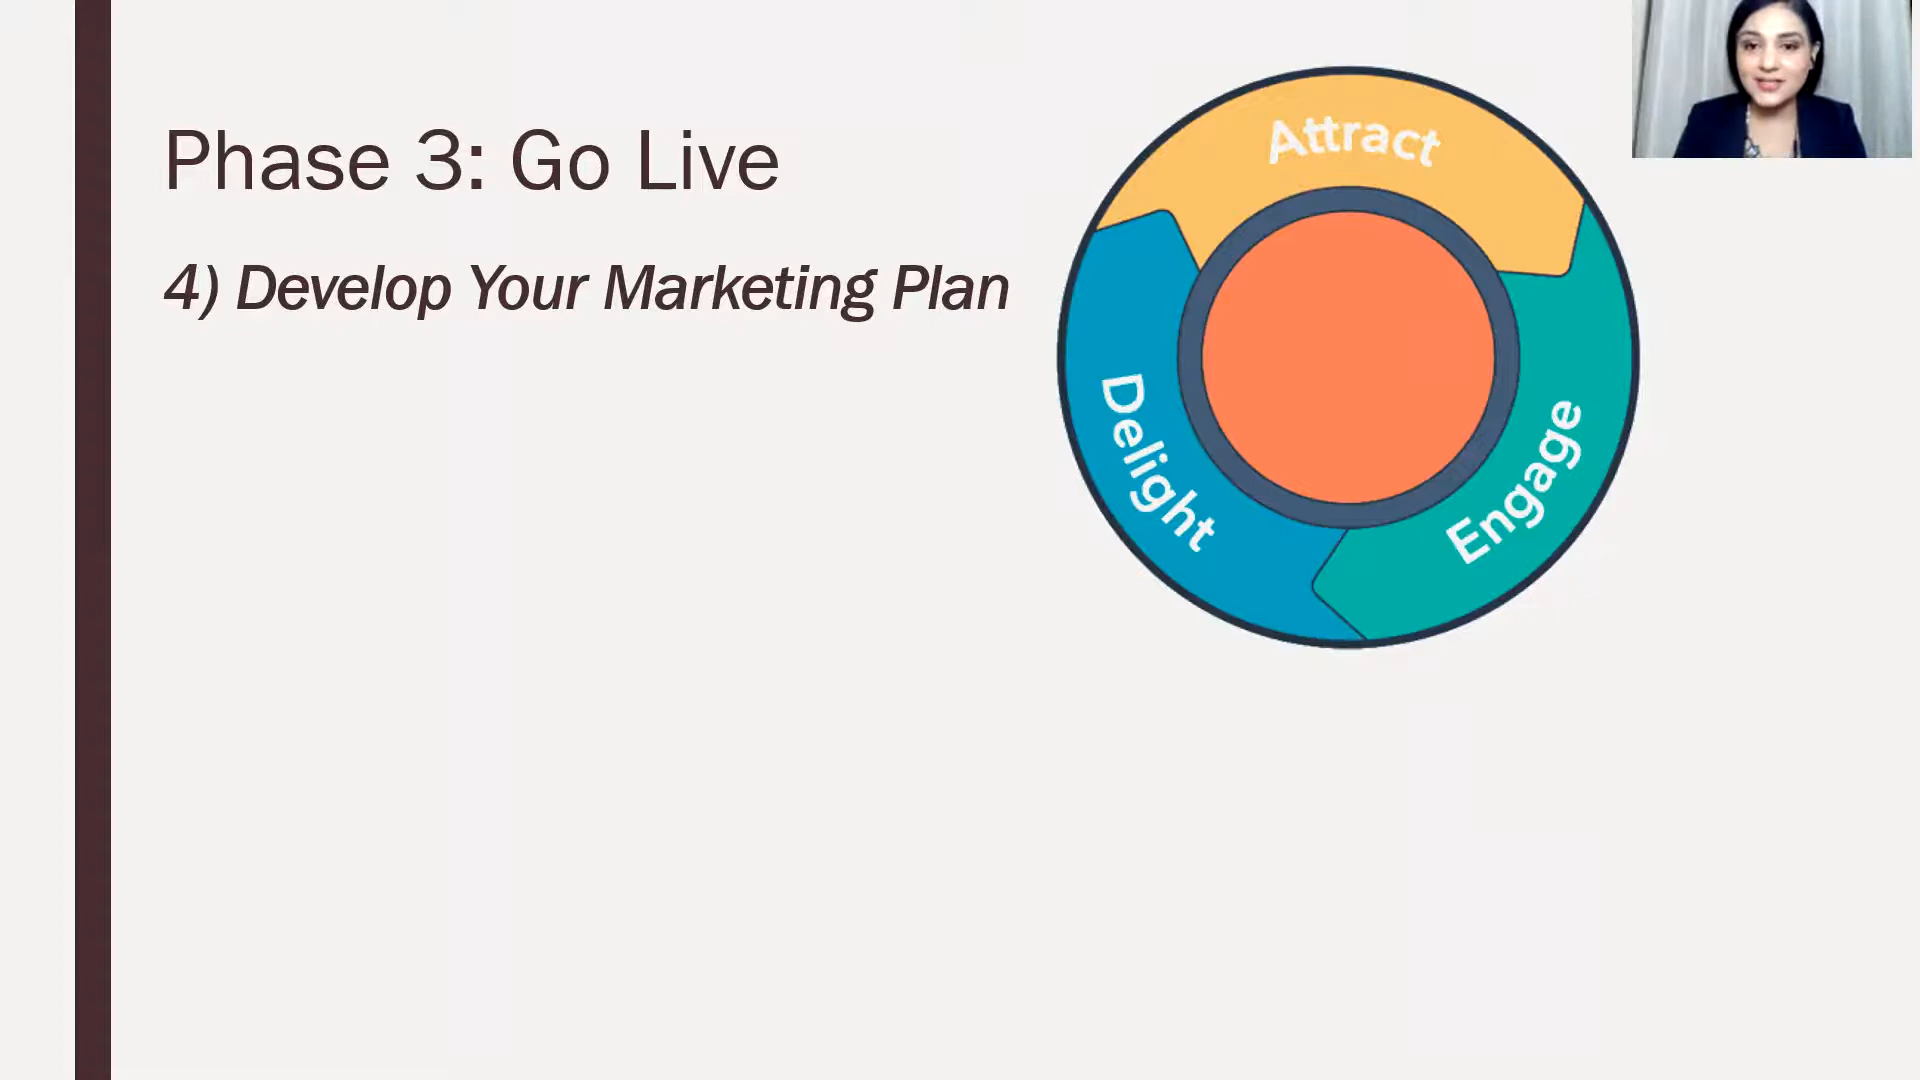 Phase 3: Go Live
4) Develop Your Marketing Plan
Attract
Engage
Delight